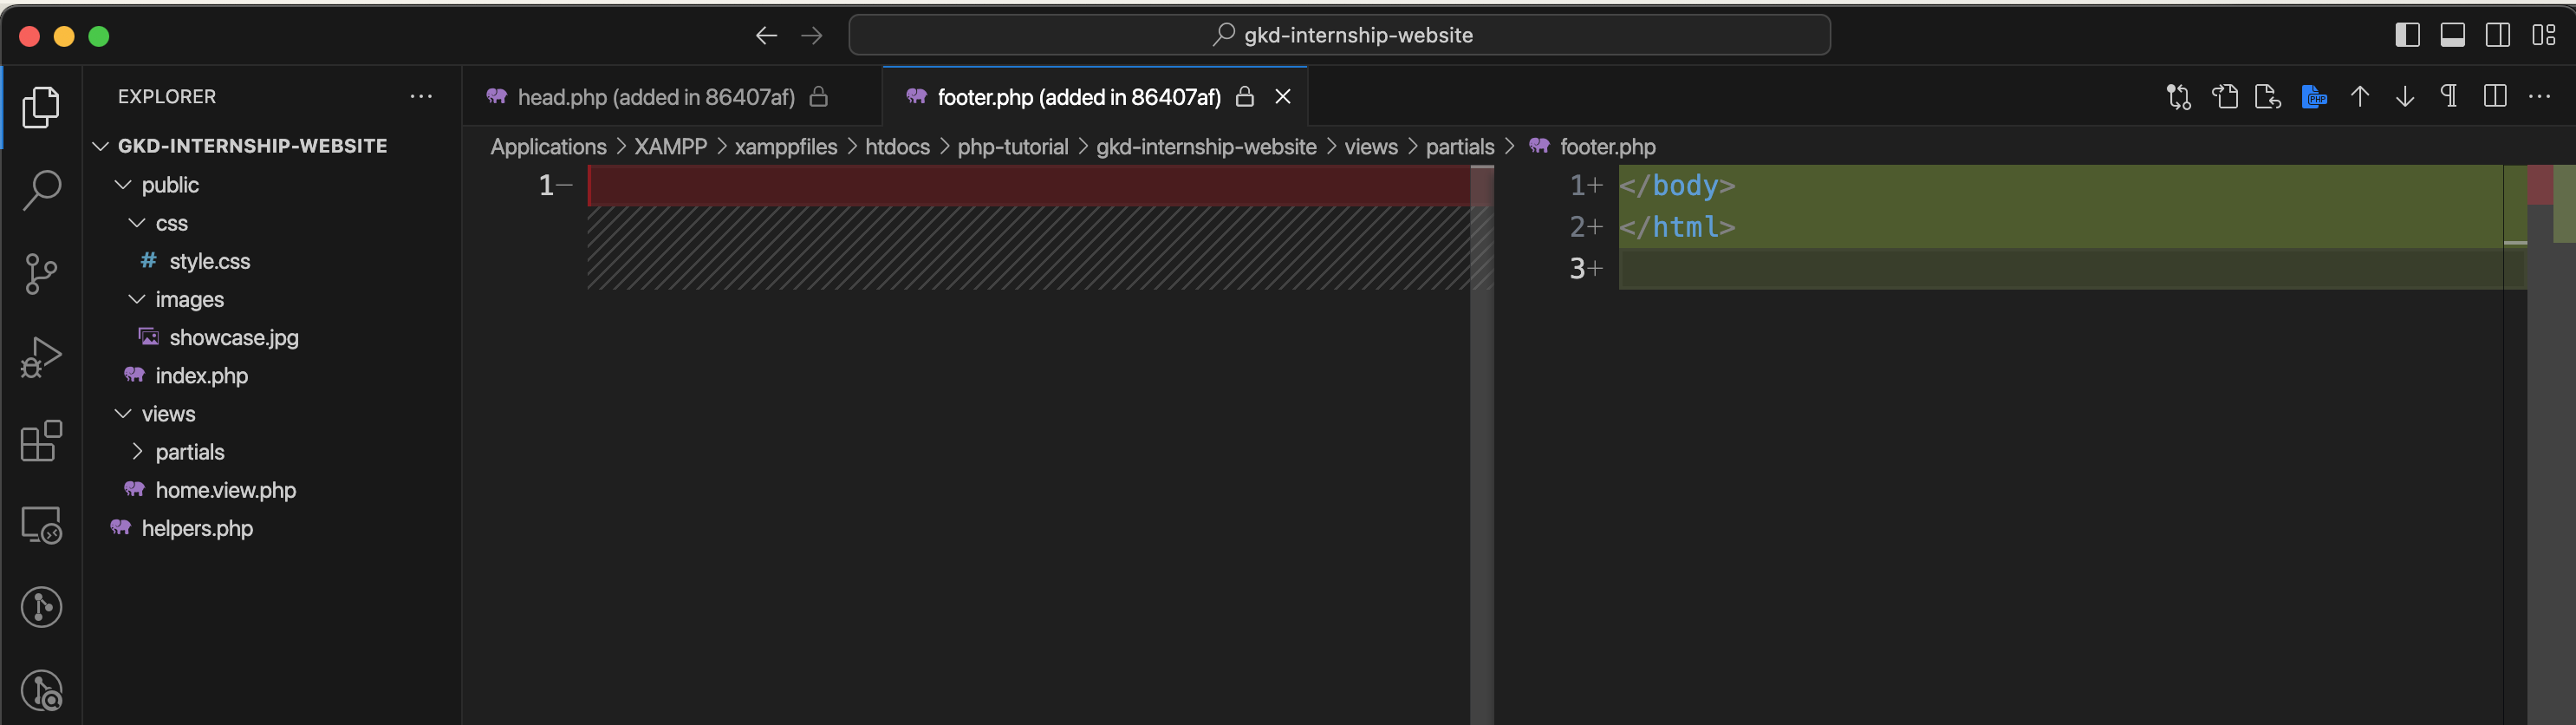 gkd-internship-website
EXPLORER
GKD-INTERNSHIP-WEBSITE
public
css
# style.css
images
showcase.jpg
index.php
views
partials
home.view.php
helpers.php
head.php (added in 86407af)
footer.php (added in 86407af)
PHP
Applications > XAMPP > xamppfiles > htdocs > php-tutorial > gkd-internship-website > views > partials > footer.php
1−
1+ </body>
2+ </html>
3+